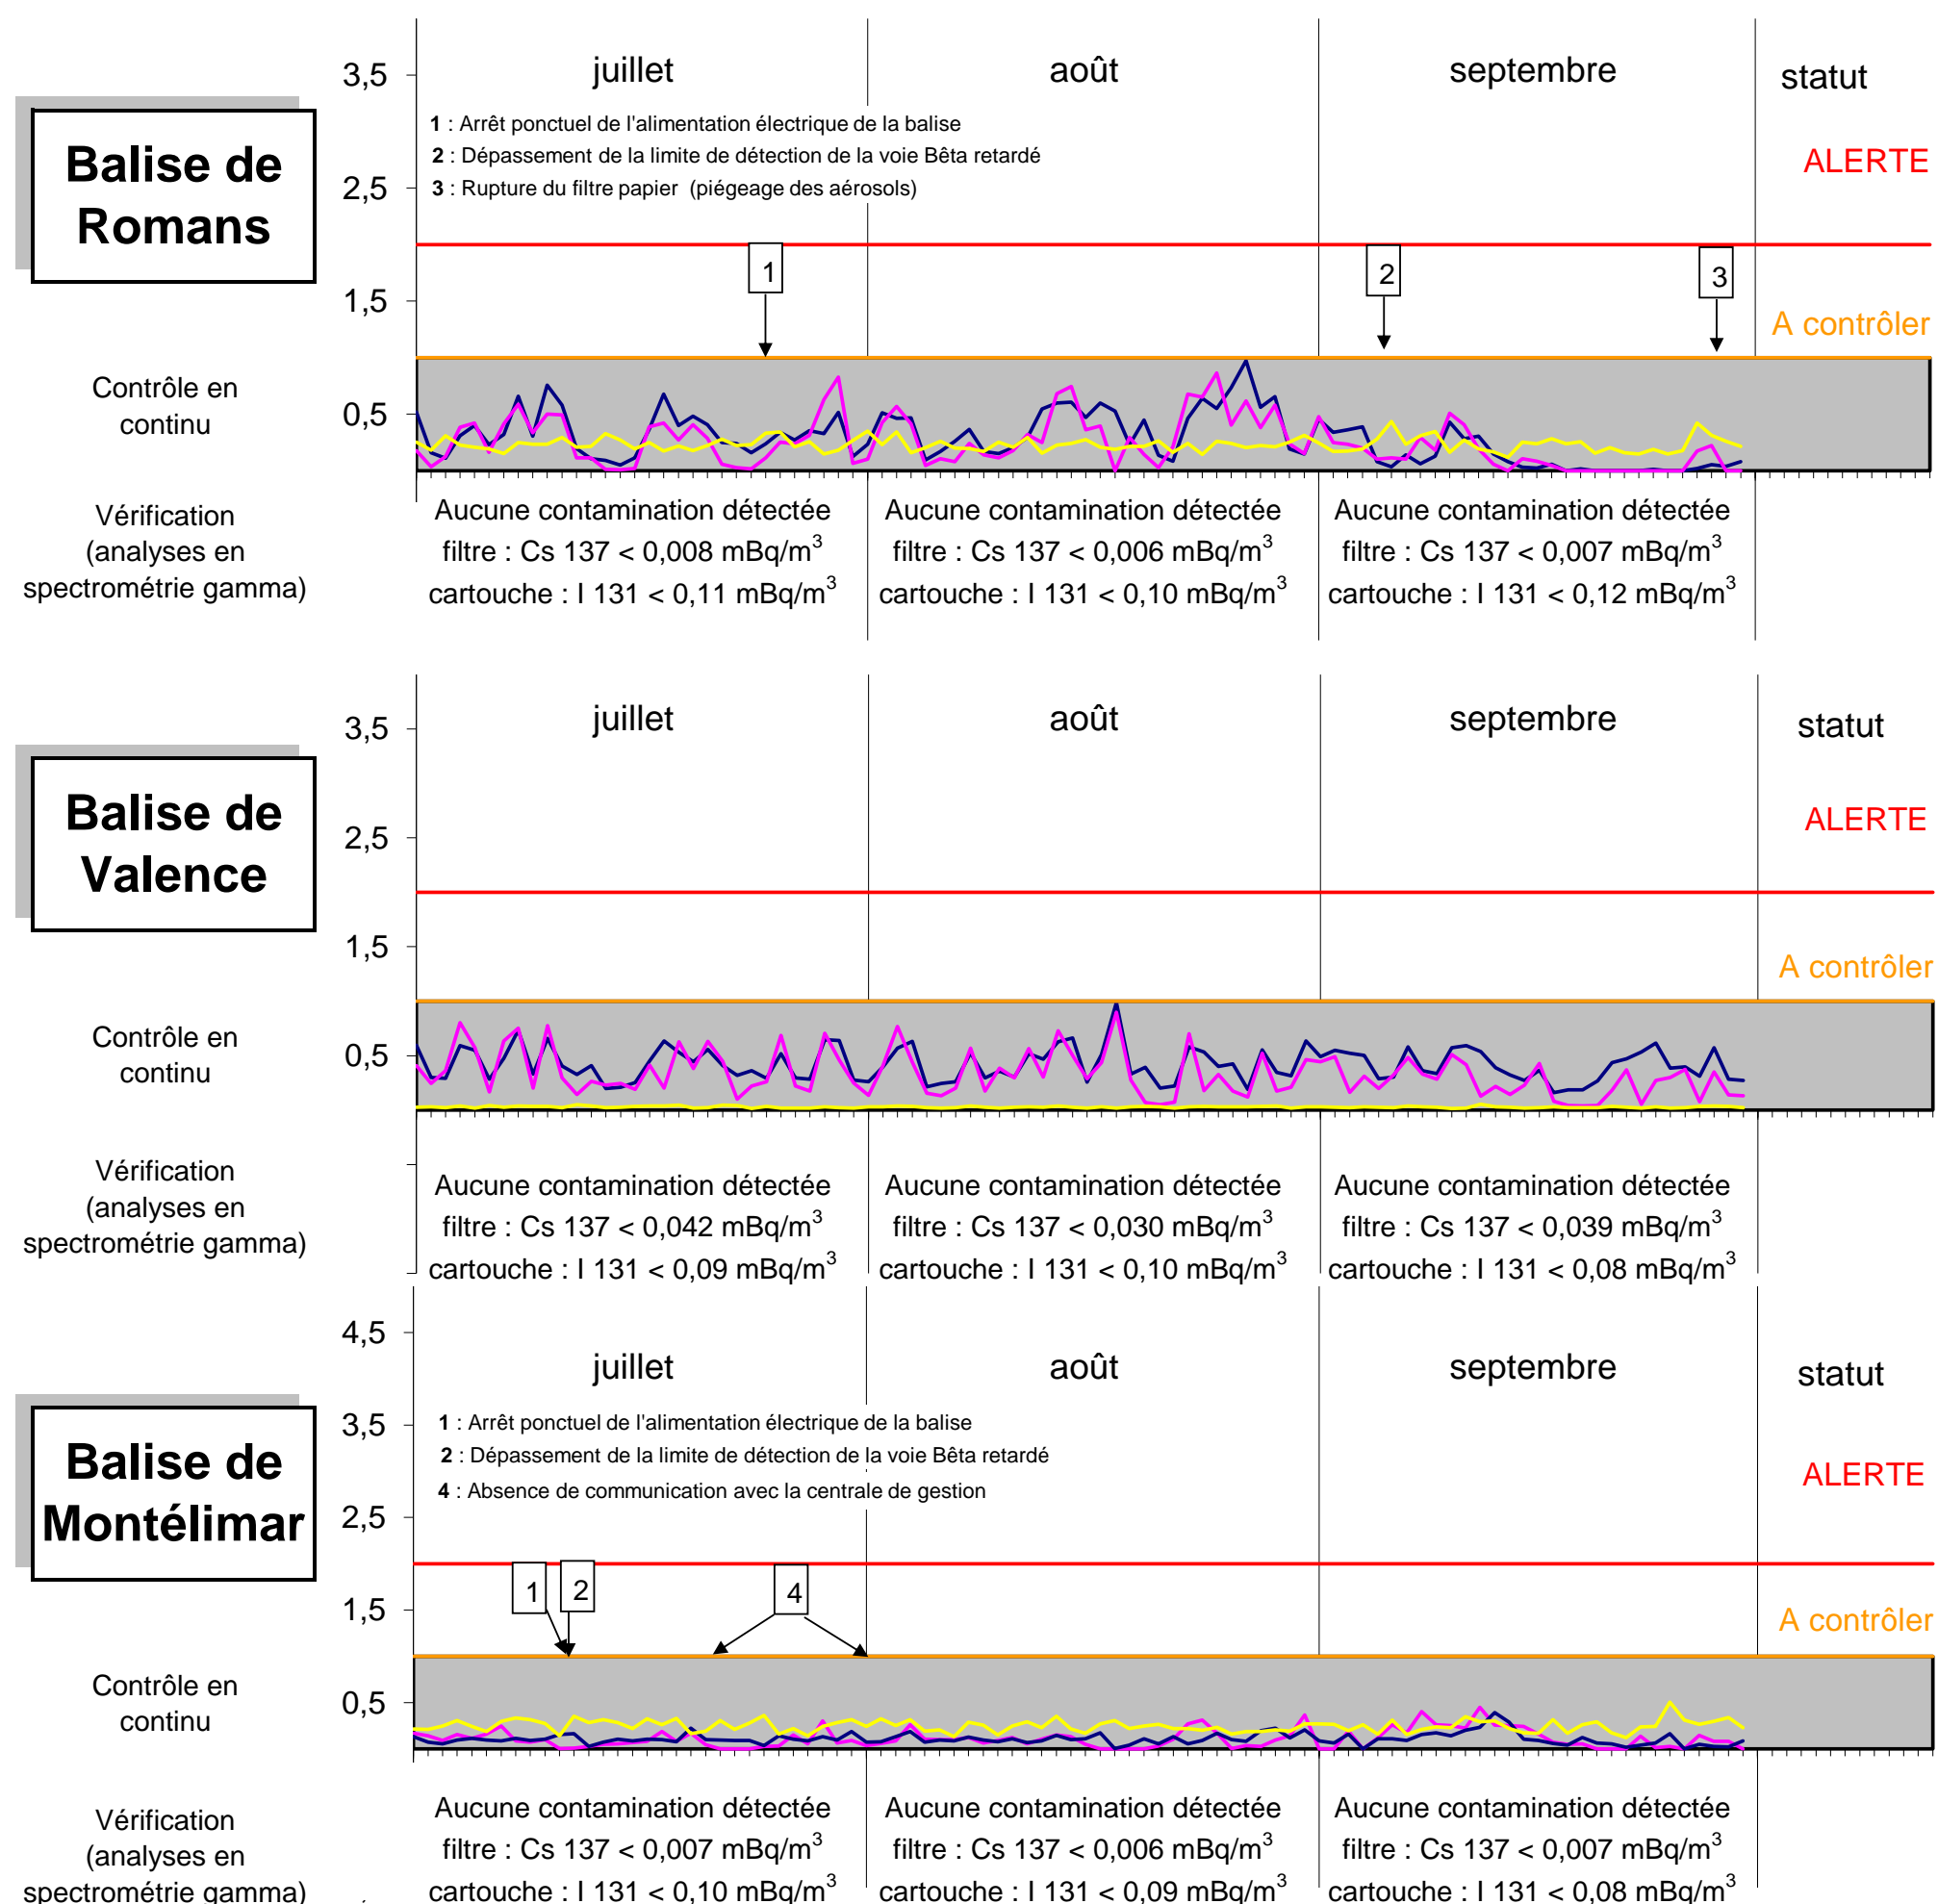 juillet août septembre statut
3,5
1 : Arrêt ponctuel de l'alimentation électrique de la balise
2 : Dépassement de la limite de détection de la voie Bêta retardé
3 : Rupture du filtre papier (piégeage des aérosols)
Balise de
Romans
2,5
ALERTE
1 2 3
1,5
A contrôler
Contrôle en
continu
0,5
Vérification
(analyses en
spectrométrie gamma)
Aucune contamination détectée
filtre : Cs 137 < 0,008 mBq/m³
cartouche : I 131 < 0,11 mBq/m³
Aucune contamination détectée
filtre : Cs 137 < 0,006 mBq/m³
cartouche : I 131 < 0,10 mBq/m³
Aucune contamination détectée
filtre : Cs 137 < 0,007 mBq/m³
cartouche : I 131 < 0,12 mBq/m³
juillet août septembre statut
3,5
Balise de
Valence
2,5
ALERTE
1,5
A contrôler
Contrôle en
continu
0,5
Vérification
(analyses en
spectrométrie gamma)
Aucune contamination détectée
filtre : Cs 137 < 0,042 mBq/m³
cartouche : I 131 < 0,09 mBq/m³
Aucune contamination détectée
filtre : Cs 137 < 0,030 mBq/m³
cartouche : I 131 < 0,10 mBq/m³
Aucune contamination détectée
filtre : Cs 137 < 0,039 mBq/m³
cartouche : I 131 < 0,08 mBq/m³
4,5
juillet août septembre statut
3,5
1 : Arrêt ponctuel de l'alimentation électrique de la balise
2 : Dépassement de la limite de détection de la voie Bêta retardé
4 : Absence de communication avec la centrale de gestion
Balise de
Montélimar
2,5
ALERTE
1 2 4
1,5
A contrôler
Contrôle en
continu
0,5
Vérification
(analyses en
spectrométrie gamma)
Aucune contamination détectée
filtre : Cs 137 < 0,007 mBq/m³
cartouche : I 131 < 0,10 mBq/m³
Aucune contamination détectée
filtre : Cs 137 < 0,006 mBq/m³
cartouche : I 131 < 0,09 mBq/m³
Aucune contamination détectée
filtre : Cs 137 < 0,007 mBq/m³
cartouche : I 131 < 0,08 mBq/m³